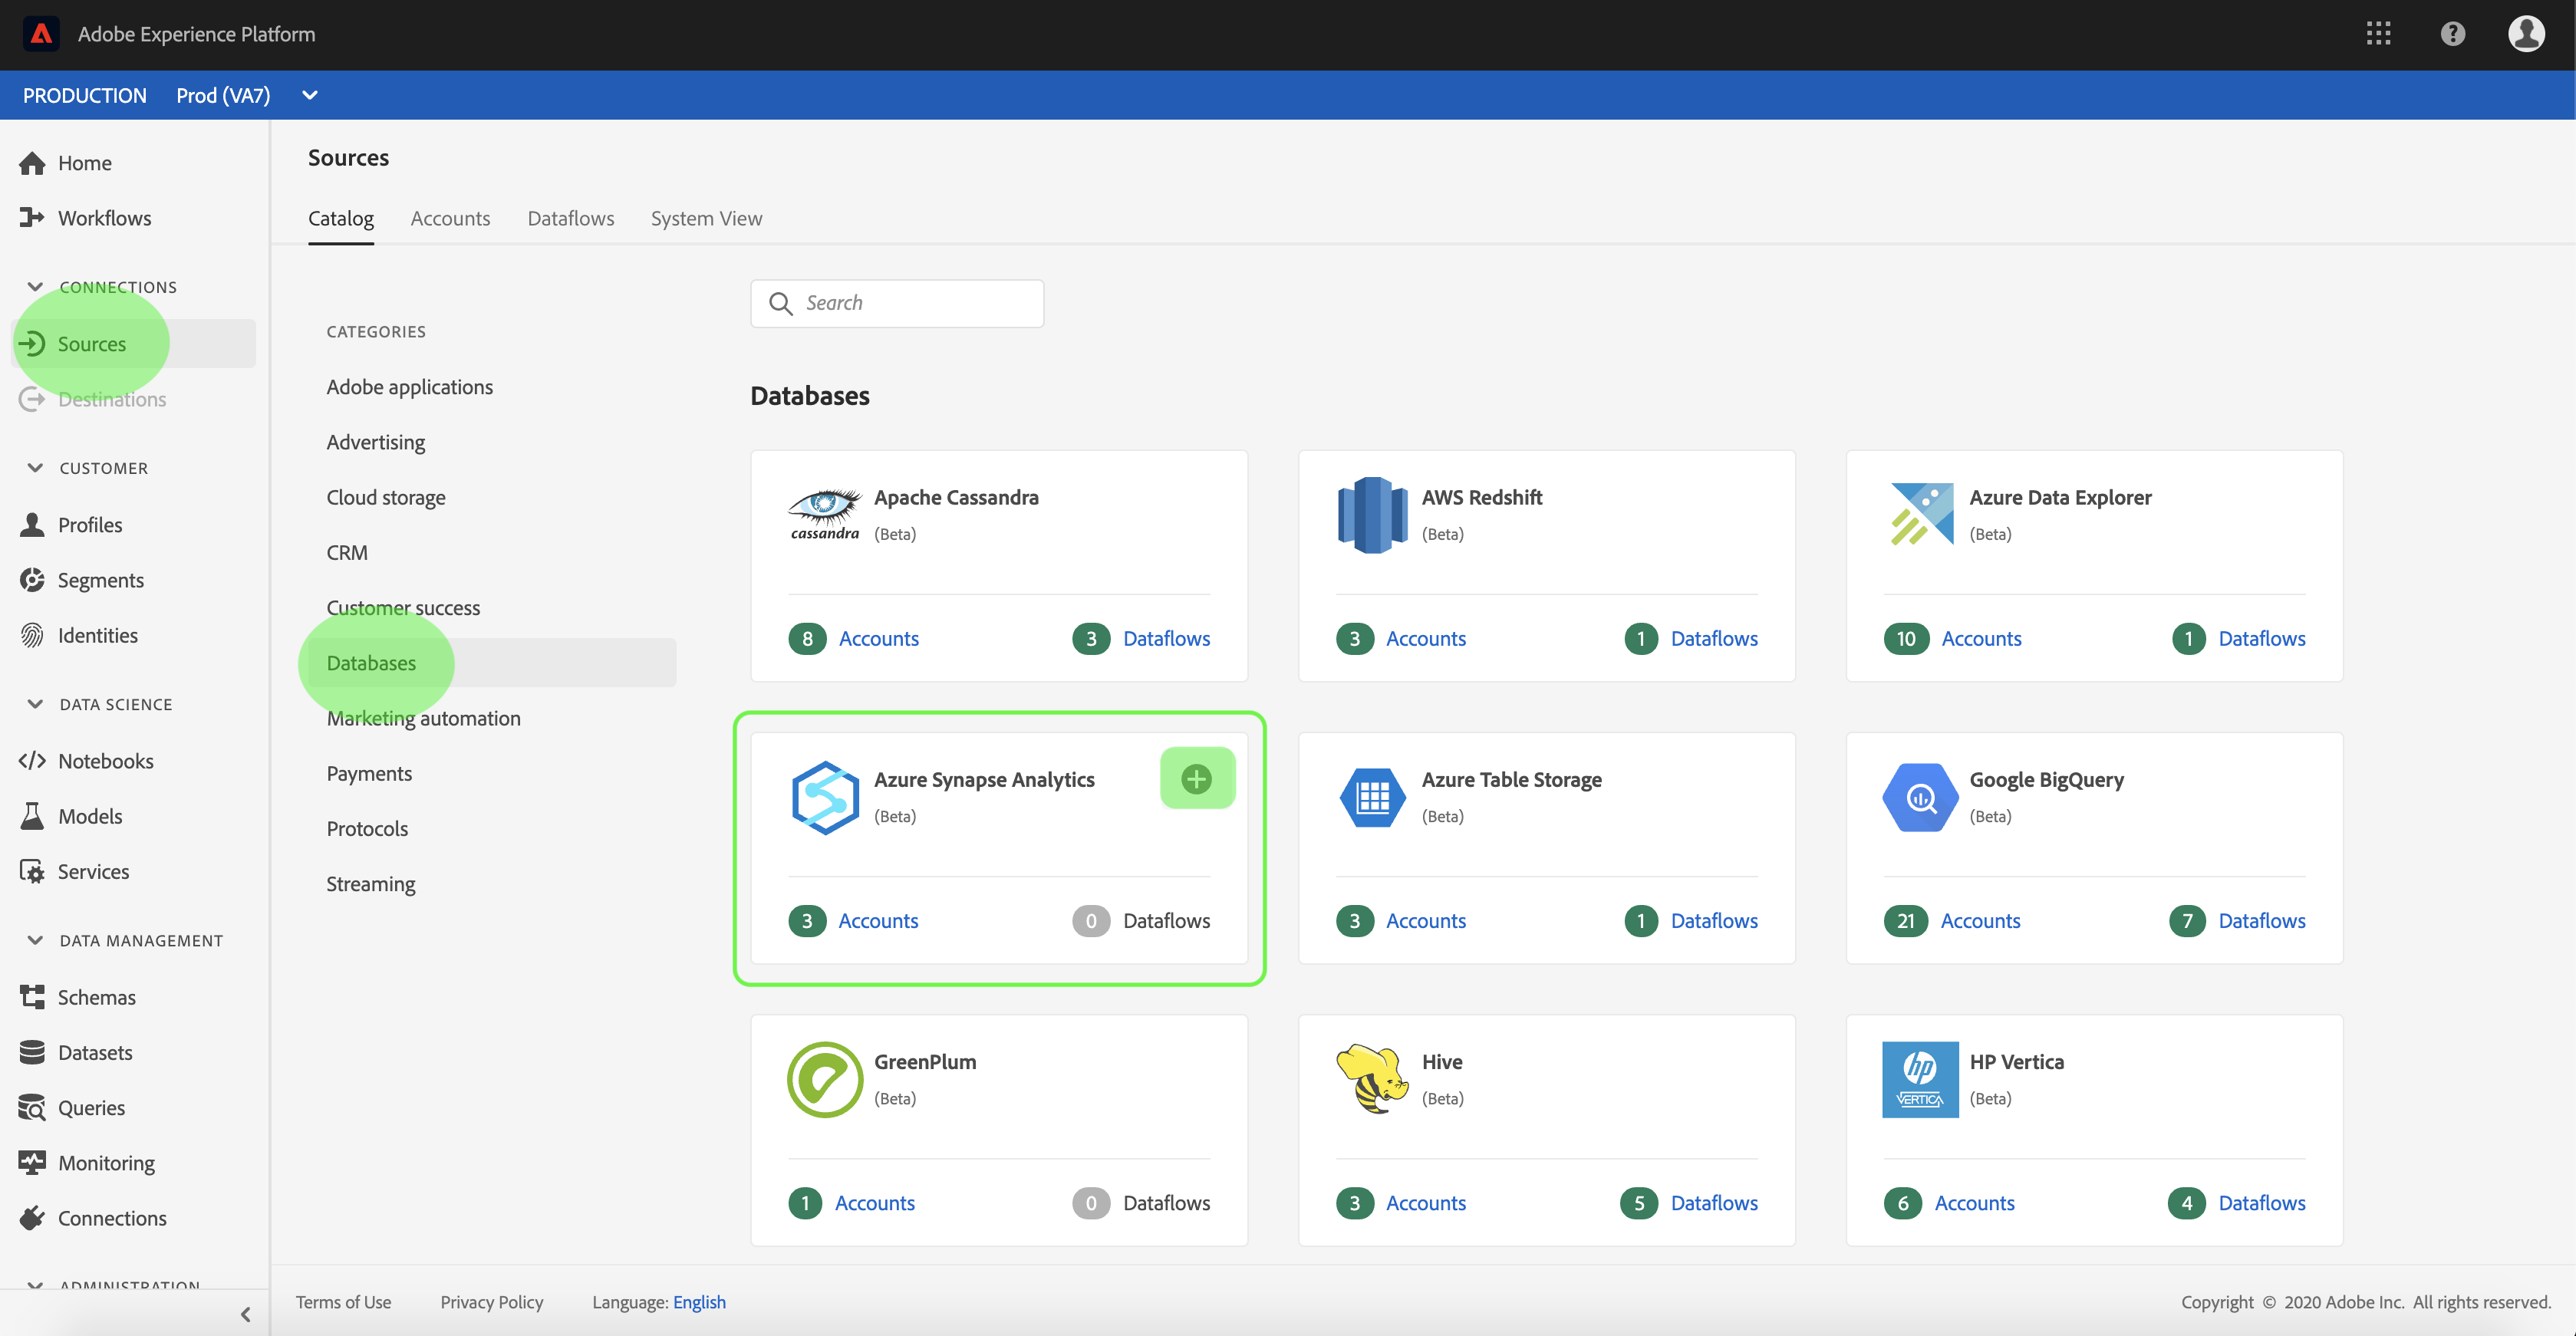 Adobe Experience Platform
PRODUCTION Prod (VA7)
Home
Workflows
CONNECTIONS
Sources
Destinations
CUSTOMER
Profiles
Segments
Identities
DATA SCIENCE
Notebooks
Models
Services
DATA MANAGEMENT
Schemas
Datasets
Queries
Monitoring
Connections
ADMINISTRATION
Sources
Catalog Accounts Dataflows System View
CATEGORIES
Adobe applications
Advertising
Cloud storage
CRM
Customer success
Databases
Marketing automation
Payments
Protocols
Streaming
Search
Databases
cassandra
Apache Cassandra
(Beta)
8 Accounts 3 Dataflows
AWS Redshift
(Beta)
3 Accounts 1 Dataflows
Azure Data Explorer
(Beta)
10 Accounts 1 Dataflows
Azure Synapse Analytics
(Beta)
3 Accounts 0 Dataflows
Azure Table Storage
(Beta)
3 Accounts 1 Dataflows
Google BigQuery
(Beta)
21 Accounts 7 Dataflows
GreenPlum
(Beta)
1 Accounts 0 Dataflows
Hive
(Beta)
3 Accounts 5 Dataflows
hp
VERTICA
HP Vertica
(Beta)
6 Accounts 4 Dataflows
Terms of Use Privacy Policy Language: English Copyright © 2020 Adobe Inc. All rights reserved.